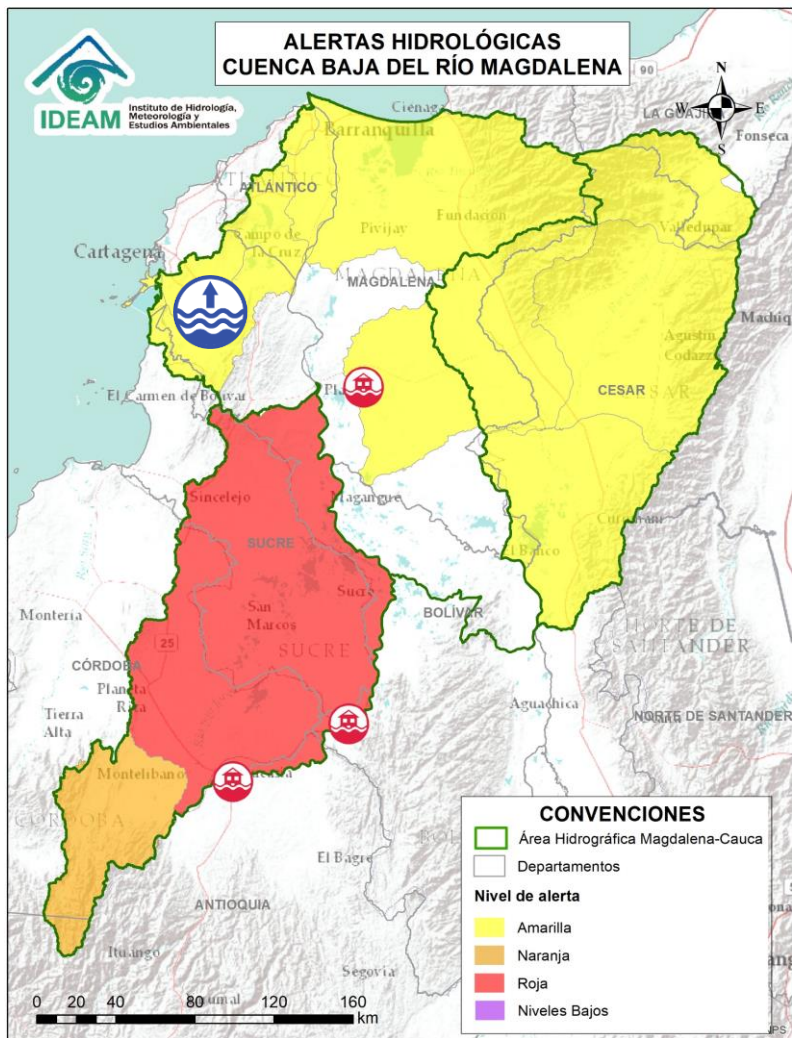 ALERTAS HIDROLÓGICAS
CUENCA BAJA DEL RÍO MAGDALENA
IDEAM
Instituto de Hidrología,
Meteorología y
Estudios Ambientales
N
W
E
S
90
Ciénaga
LA GUAJIRA
Fonseca
Barranquilla
ATLÁNTICO
Fundación
Pivijay
Valledupar
Campo de
la Cruz
Cartagena
MAGDALENA
MAGDALENA
Agustín
Codazzi
CESAR
El Carmen de Bolívar
Sincelejo
Magangue
SUCRE
El Banco
Sucre
San
Marcos
BOLÍVAR
SUCRE
Montería
25
CÓRDOBA
Planeta
Rica
Tierra
Alta
NORTE DE
SANTANDER
Aguachica
NORTE DE SANTANDER
Montelibano
CÓRDOBA
El Bagre
ANTIOQUIA
Ituango
Segovia
0 20 40 80 120 160
km
CONVENCIONES
Área Hidrográfica Magdalena-Cauca
Departamentos
Nivel de alerta
Amarilla
Naranja
Roja
Niveles Bajos